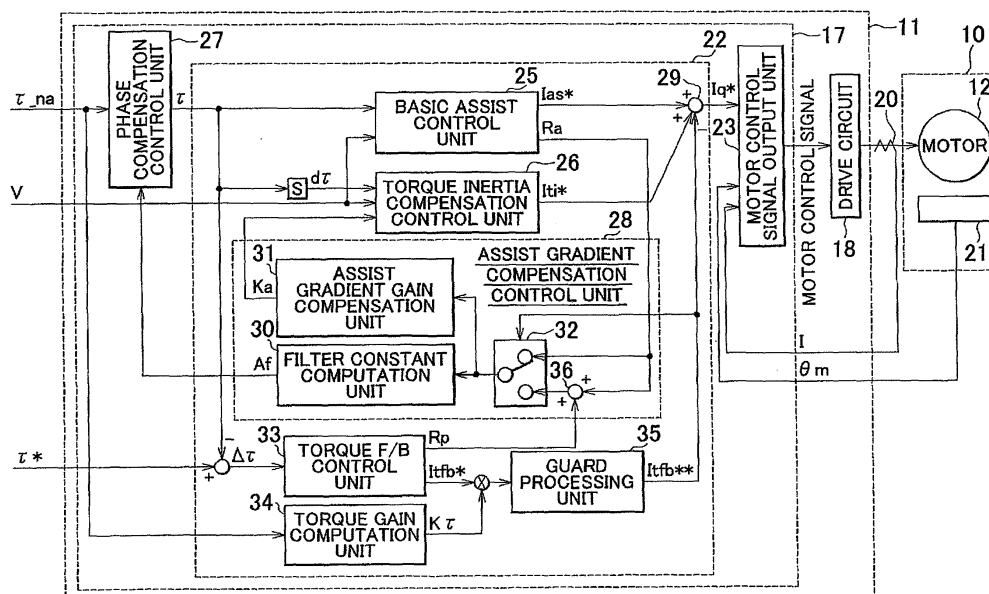 27
17
11
10
22
τ_na
PHASE
COMPENSATION
CONTROL UNIT
τ
25
BASIC ASSIST
CONTROL
UNIT
Ias*
Ra
29
+
+
+
Iq*
23
MOTOR CONTROL
SIGNAL OUTPUT UNIT
MOTOR CONTROL SIGNAL
DRIVE CIRCUIT
18
20
12
MOTOR
21
V
S
dτ
26
TORQUE INERTIA
COMPENSATION
CONTROL UNIT
Iti*
28
31
Ka
ASSIST
GRADIENT GAIN
COMPENSATION
UNIT
ASSIST GRADIENT
COMPENSATION
CONTROL UNIT
30
Af
FILTER CONSTANT
COMPUTATION UNIT
32
36
+
+
I
θm
τ*
−
+
Δτ
33
TORQUE F/B
CONTROL
UNIT
Rp
Itfb*
X
35
GUARD
PROCESSING
UNIT
Itfb**
34
TORQUE GAIN
COMPUTATION
UNIT
Kτ